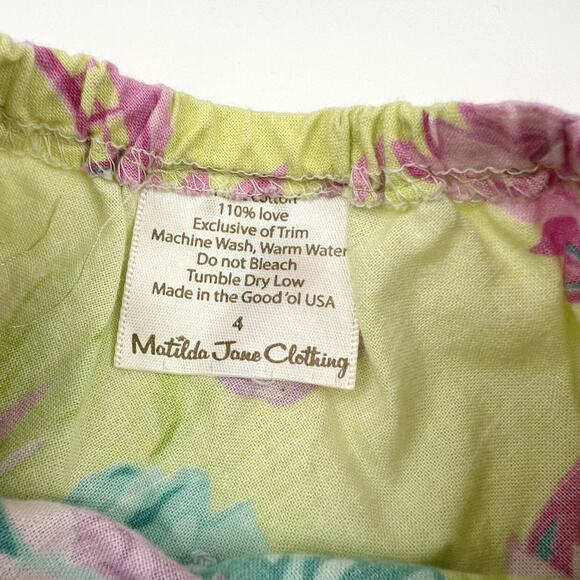 Cotton
110% love
Exclusive of Trim
Machine Wash, Warm Water
Do not Bleach
Tumble Dry Low
Made in the Good 'ol USA
4
Matilda Jane Clothing